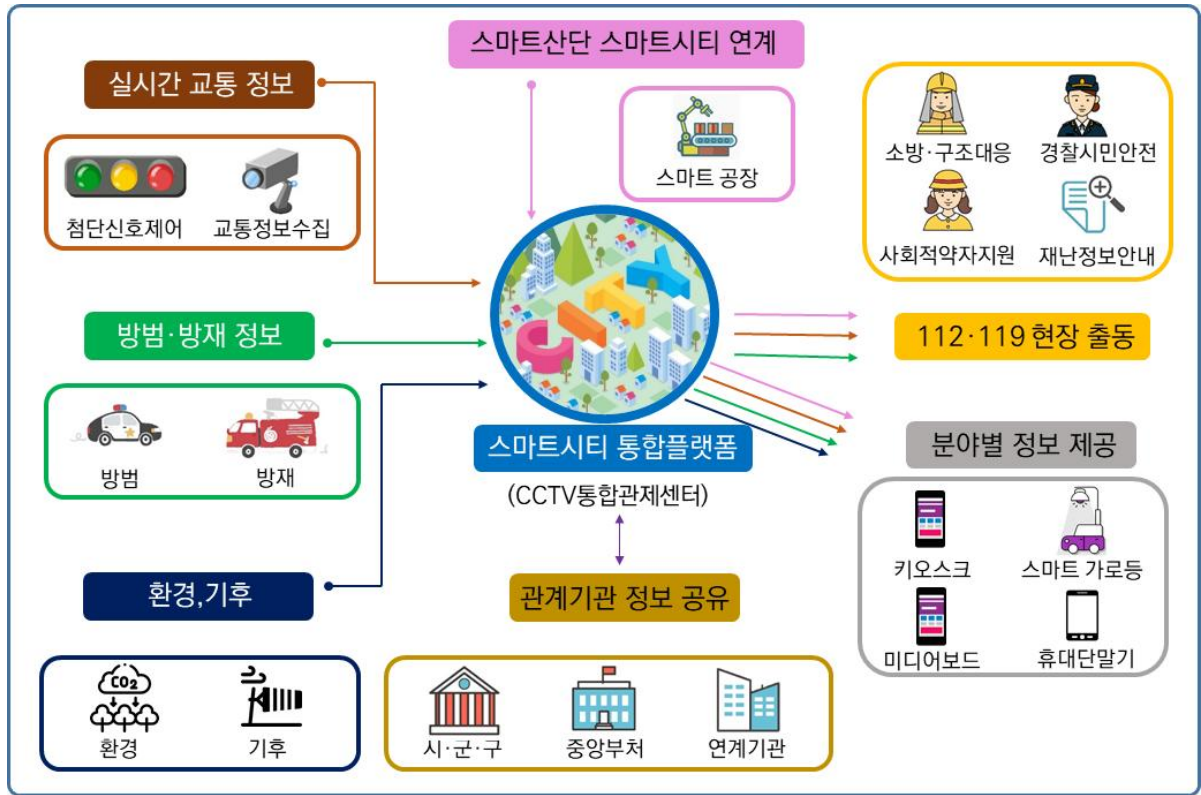 스마트산단 스마트시티 연계
실시간 교통 정보
첨단신호제어
교통정보수집
스마트 공장
소방·구조대응
경찰시민안전
사회적약자지원
재난정보안내
방범·방재 정보
방범
방재
112·119 현장 출동
스마트시티 통합플랫폼
(CCTV통합관제센터)
분야별 정보 제공
키오스크
스마트 가로등
미디어보드
휴대단말기
환경,기후
CO2
환경
기후
관계기관 정보 공유
시·군·구
중앙부처
연계기관